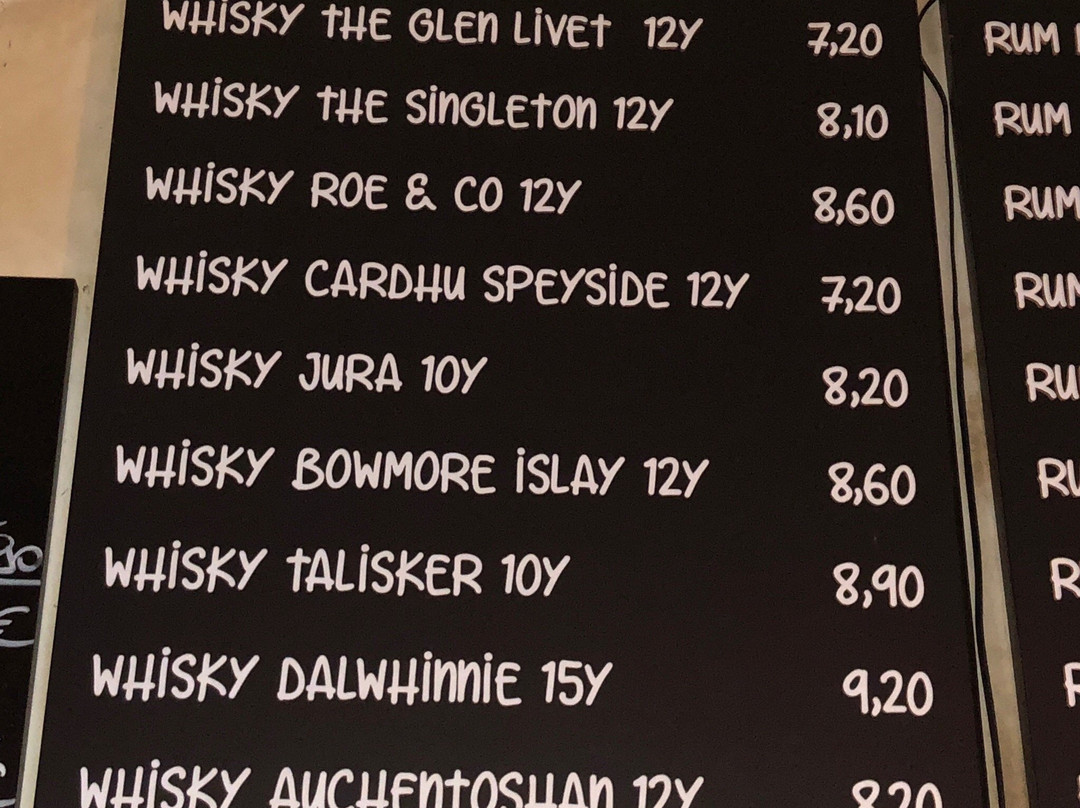 WHISKY THE GLEN LIVET 12Y 7,20
WHISKY THE SINGLETON 12Y 8,10
WHISKY ROE & CO 12Y 8,60
WHISKY CARDHU SPEYSIDE 12Y 7,20
WHISKY JURA 10Y 8,20
WHISKY BOWMORE ISLAY 12Y 8,60
WHISKY TALISKER 10Y 8,90
WHISKY DALWHINNIE 15Y 9,20
WHISKY AUCHENTOSHAN 12Y 8,20
RUM
RUM
RUM
€